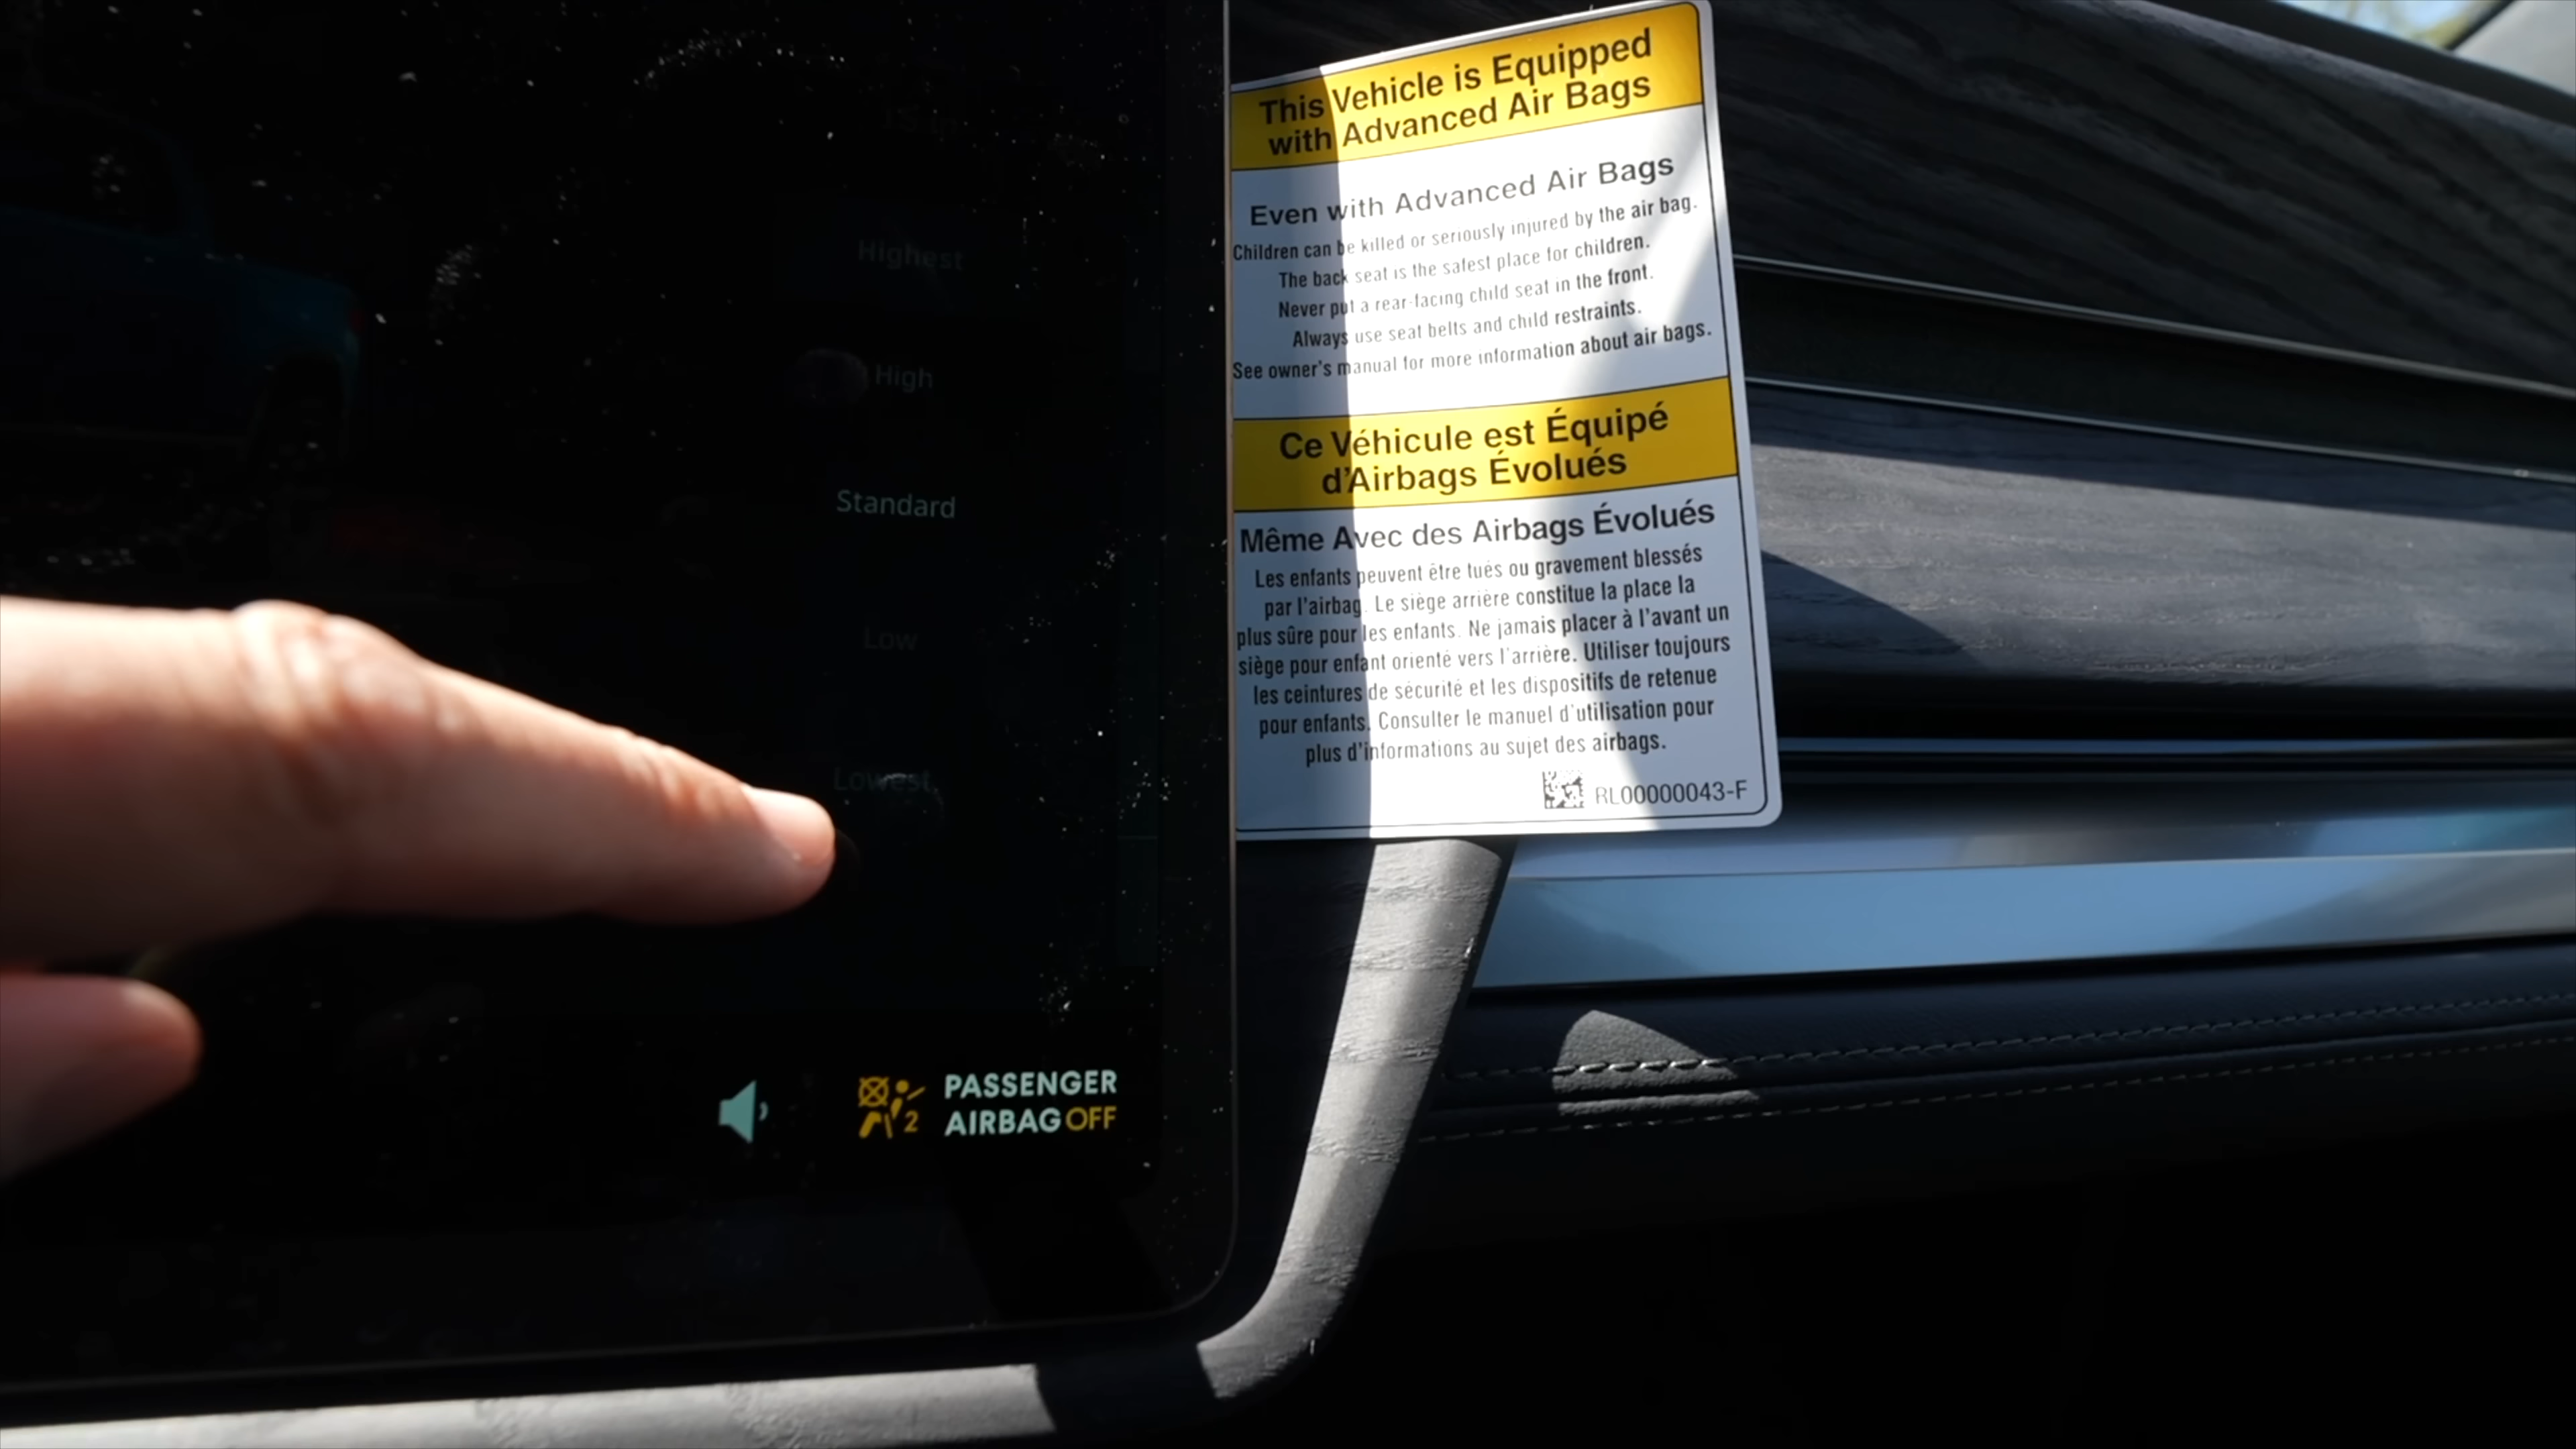 Highest
High
Standard
Low
Lowest
2
PASSENGER
AIRBAG OFF
This Vehicle is Equipped
with Advanced Air Bags
Even with Advanced Air Bags
Children can be killed or seriously injured by the air bag.
The back seat is the safest place for children.
Never put a rear-facing child seat in the front.
Always use seat belts and child restraints.
See owner's manual for more information about air bags.
Ce Véhicule est Équipé
d'Airbags Évolués
Même Avec des Airbags Évolués
Les enfants peuvent être tués ou gravement blessés
par l'airbag. Le siège arrière constitue la place la
plus sûre pour les enfants. Ne jamais placer à l'avant un
siège pour enfant orienté vers l'arrière. Utiliser toujours
les ceintures de sécurité et les dispositifs de retenue
pour enfants. Consulter le manuel d'utilisation pour
plus d'informations au sujet des airbags.
RL00000043-F